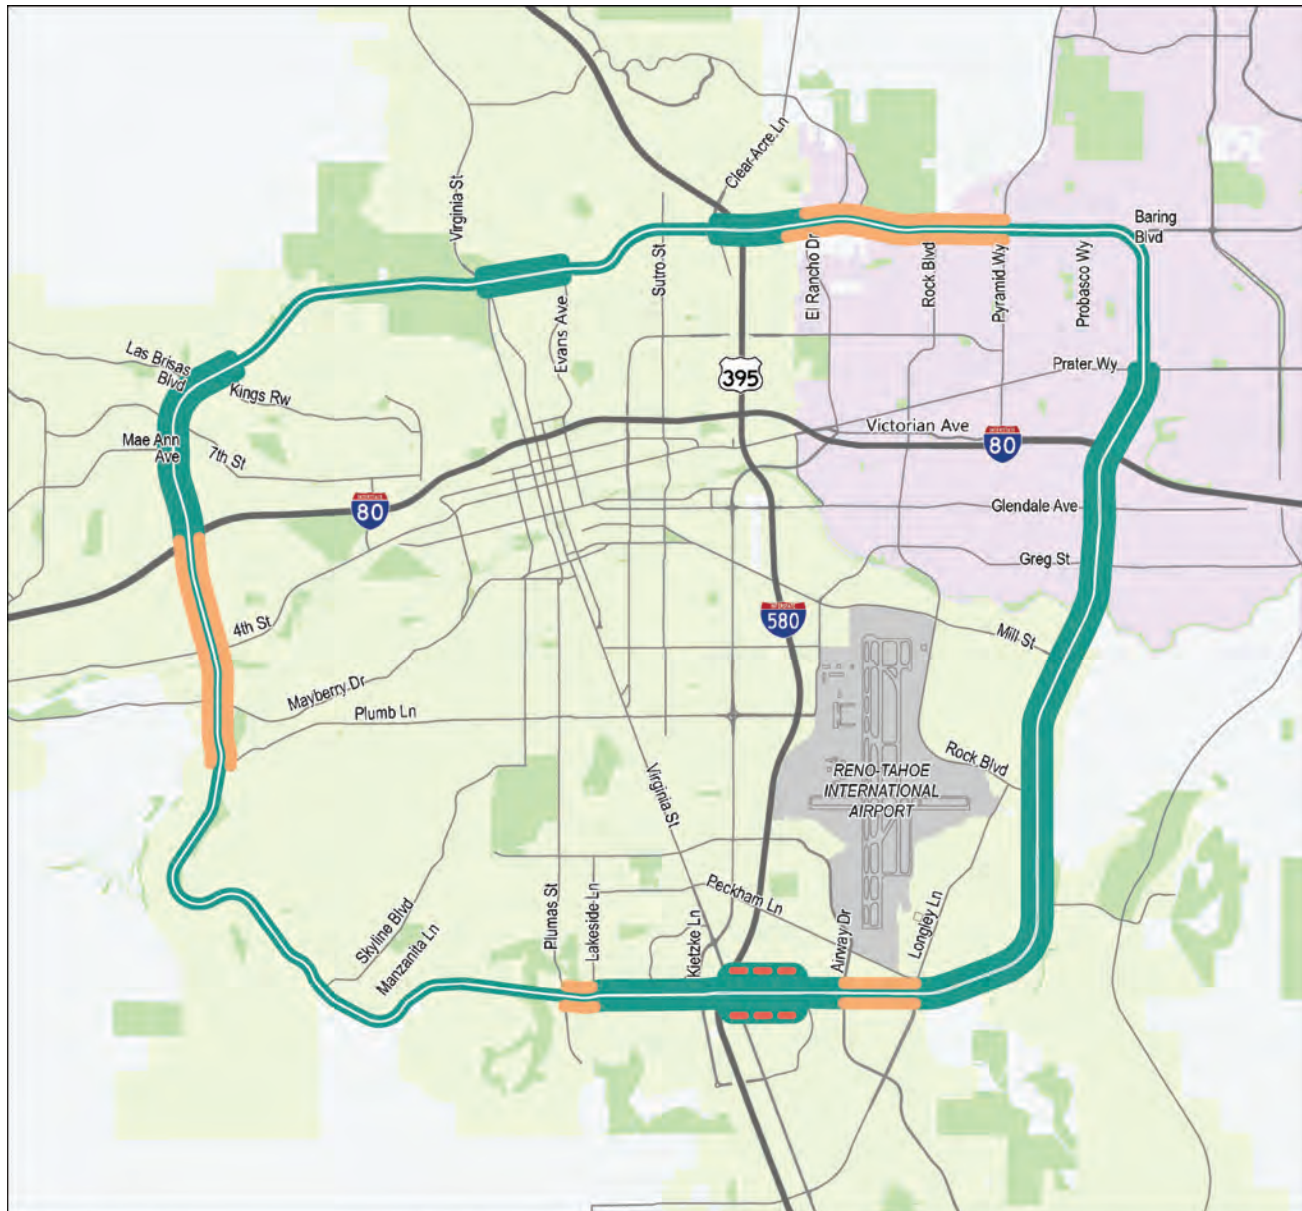 Clear Acre Ln
Virginia St
Baring
Blvd
Sutro St
El Rancho Dr
Rock Blvd
Pyramid Wy
Probasco Wy
Evans Ave
Las Brisas
Blvd
Kings Rw
395
Prater Wy
Mae Ann
Ave
7th St
Victorian Ave
INTERSTATE
80
INTERSTATE
80
Glendale Ave
Greg St
INTERSTATE
580
4th St
Mill St
Mayberry Dr
Plumb Ln
Rock Blvd
RENO-TAHOE
INTERNATIONAL
AIRPORT
Virginia St
Peckham Ln
Skyline Blvd
Manzanita Ln
Plumas St
Lakeside Ln
Kietzke Ln
Airway Dr
Longley Ln